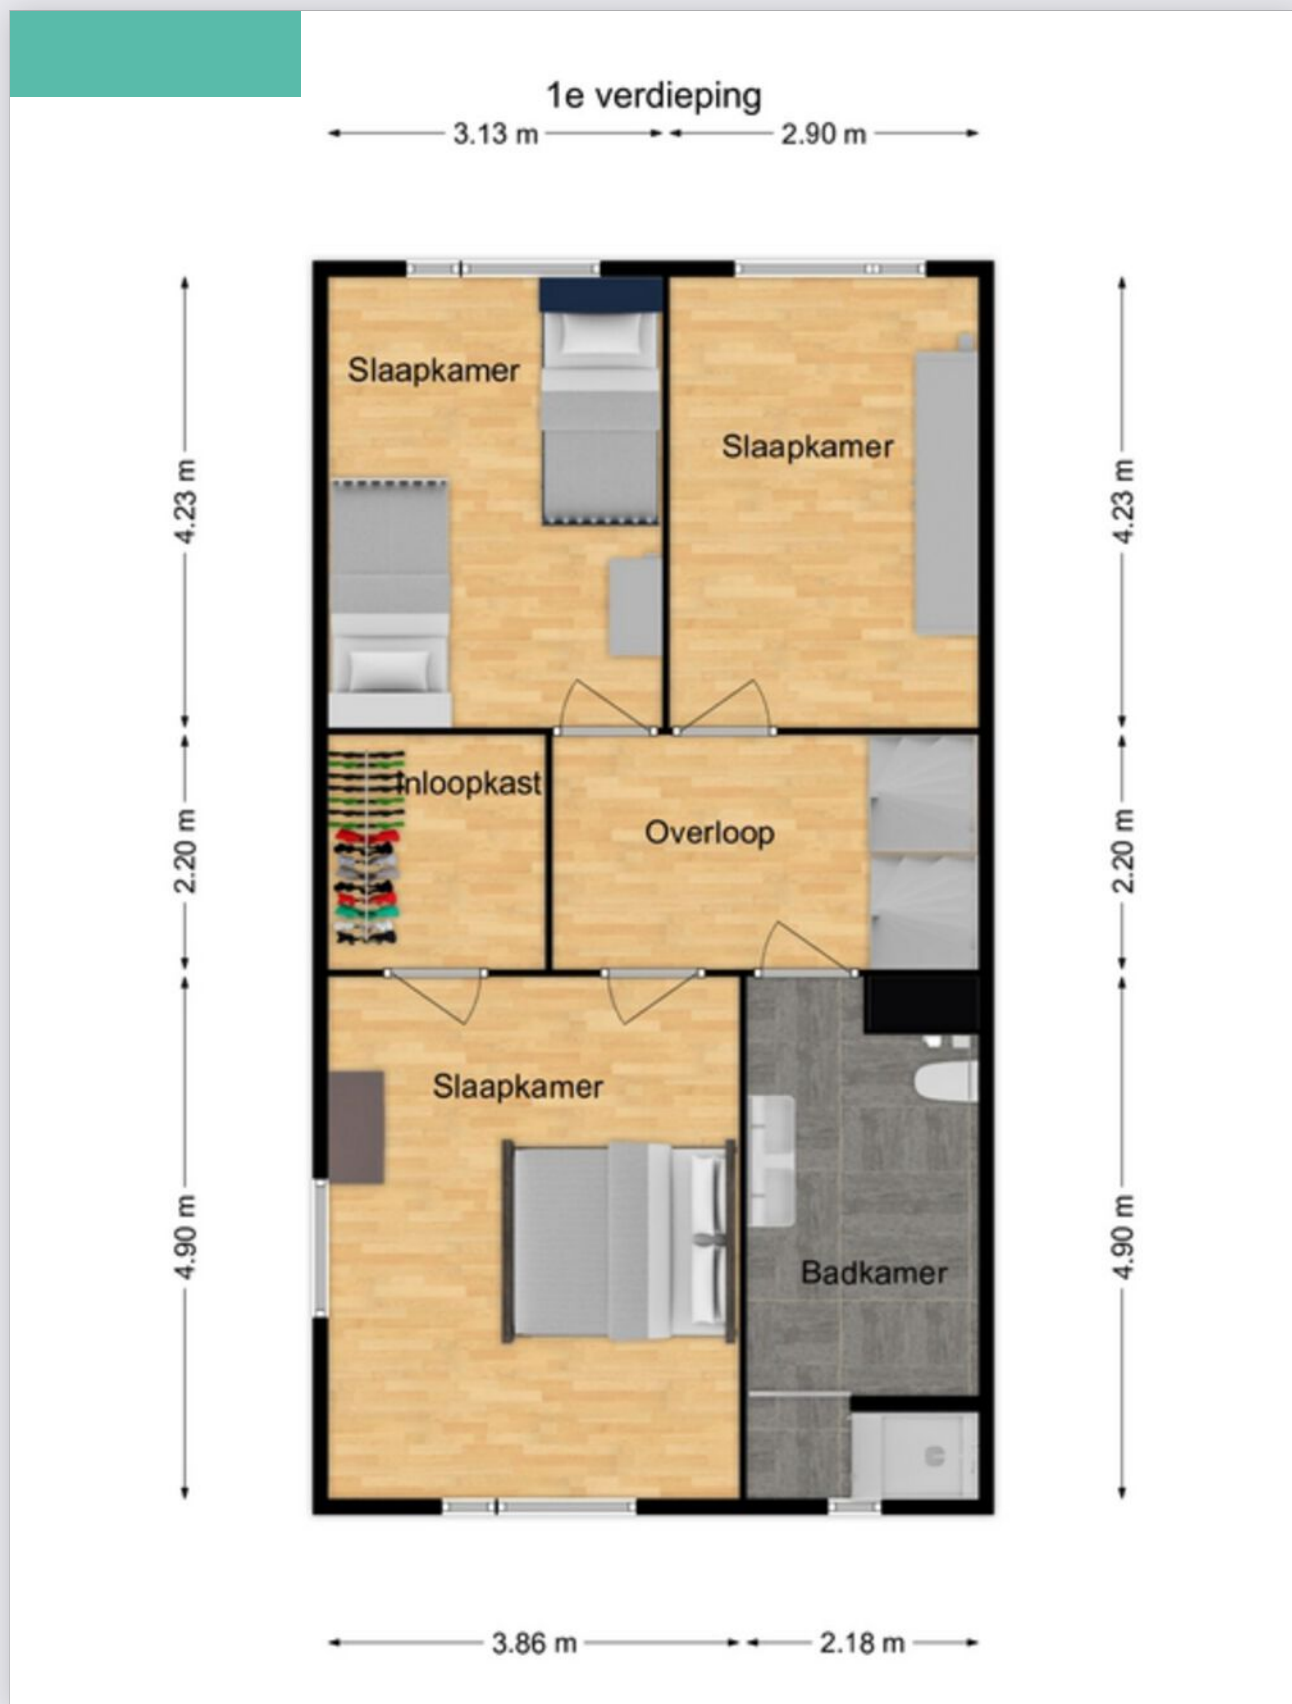 1e verdieping
3.13 m
2.90 m
Slaapkamer
Slaapkamer
4.23 m
4.23 m
Inloopkast
Overloop
2.20 m
2.20 m
Slaapkamer
4.90 m
4.90 m
Badkamer
3.86 m
2.18 m